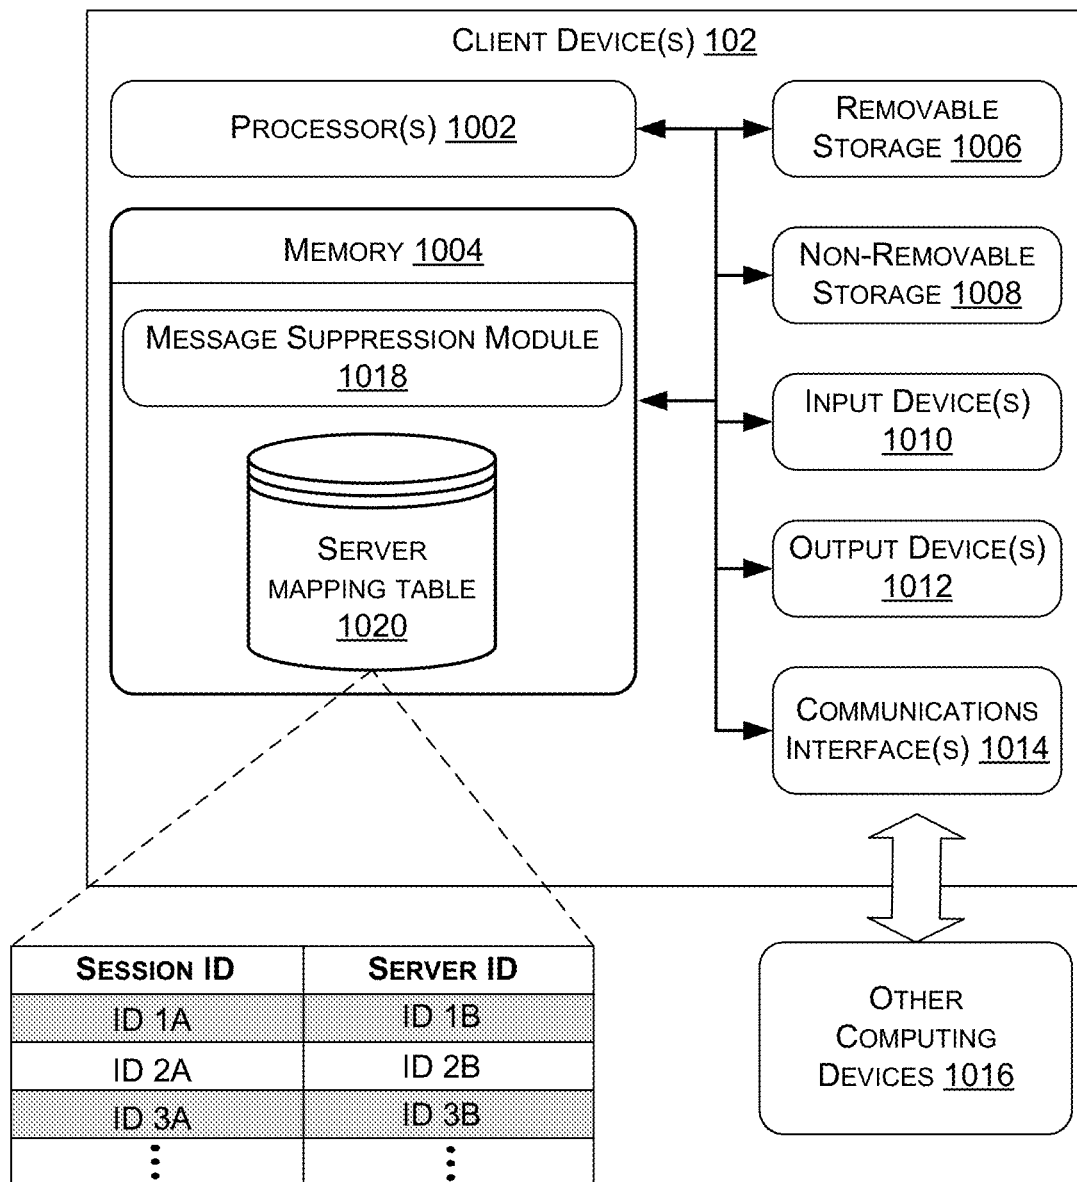 CLIENT DEVICE(S) 102
PROCESSOR(S) 1002
REMOVABLE
STORAGE 1006
MEMORY 1004
NON-REMOVABLE
STORAGE 1008
MESSAGE SUPPRESSION MODULE
1018
INPUT DEVICE(S)
1010
SERVER
MAPPING TABLE
1020
OUTPUT DEVICE(S)
1012
COMMUNICATIONS
INTERFACE(S) 1014
SESSION ID SERVER ID
ID 1A ID 1B
ID 2A ID 2B
ID 3A ID 3B
OTHER
COMPUTING
DEVICES 1016